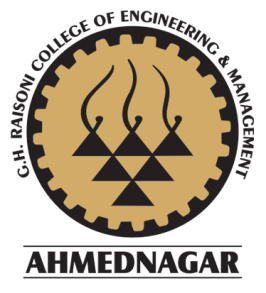 G.H. RAISONI COLLEGE OF ENGINEERING & MANAGEMENT
AHMEDNAGAR